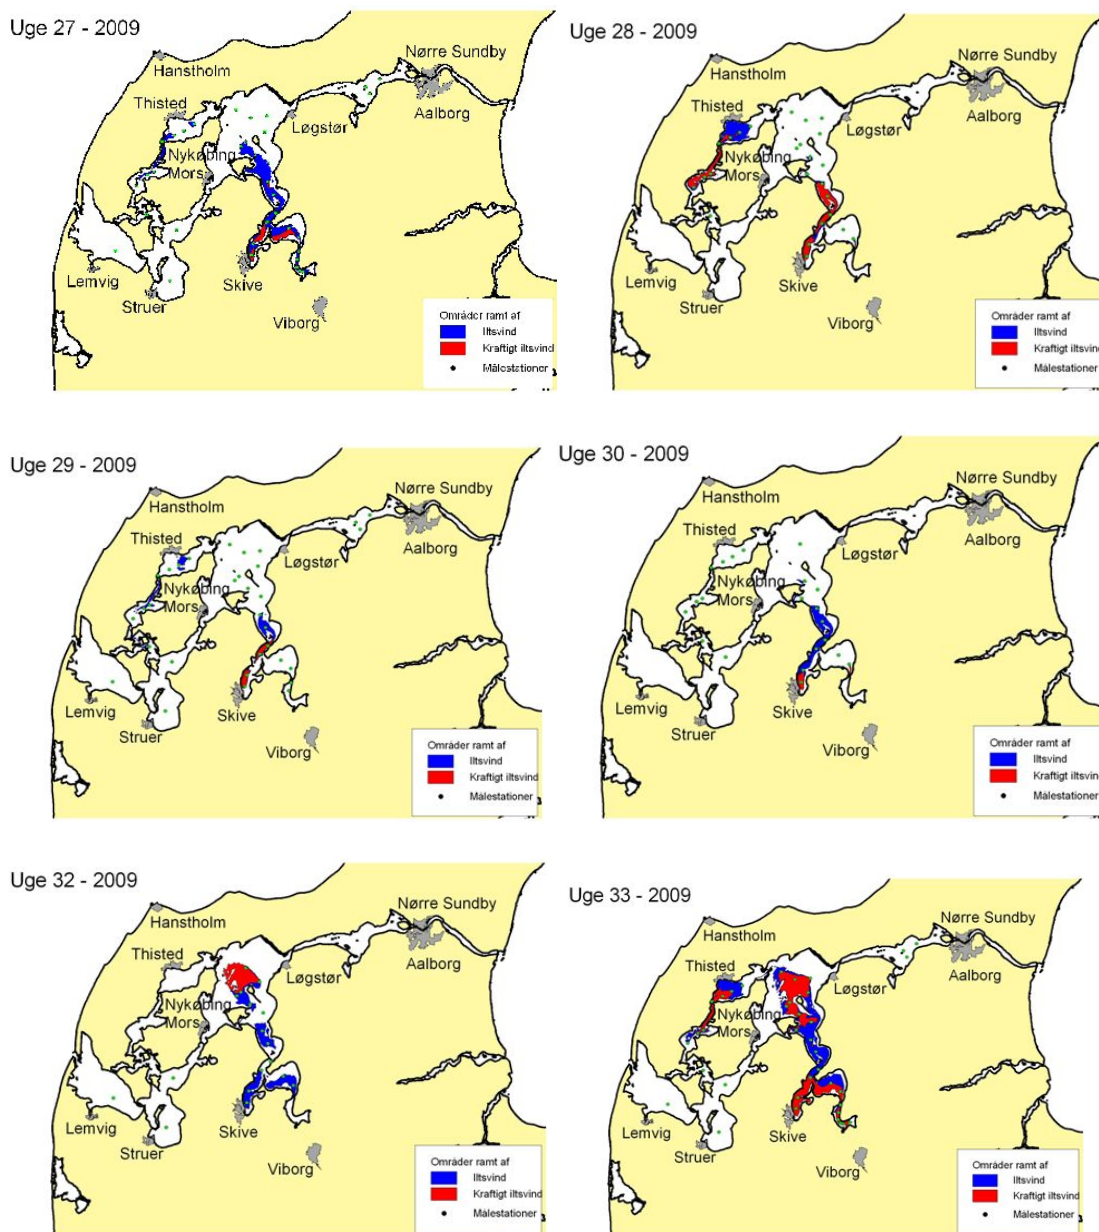 Uge 27 - 2009
Hanstholm
Nørre Sundby
Thisted
Løgstør
Aalborg
Nykøbing
Mors
Lemvig
Struer
Skive
Viborg
Områder ramt af
Iltsvind
Kraftigt iltsvind
Målestationer
Uge 28 - 2009
Hanstholm
Nørre Sundby
Thisted
Løgstør
Aalborg
Nykøbing
Mors
Lemvig
Struer
Skive
Viborg
Områder ramt af
Iltsvind
Kraftigt iltsvind
Målestationer
Uge 29 - 2009
Hanstholm
Nørre Sundby
Thisted
Løgstør
Aalborg
Nykøbing
Mors
Lemvig
Struer
Skive
Viborg
Områder ramt af
Iltsvind
Kraftigt iltsvind
Målestationer
Uge 30 - 2009
Hanstholm
Nørre Sundby
Thisted
Løgstør
Aalborg
Nykøbing
Mors
Lemvig
Struer
Skive
Viborg
Områder ramt af
Iltsvind
Kraftigt iltsvind
Målestationer
Uge 32 - 2009
Hanstholm
Nørre Sundby
Thisted
Løgstør
Aalborg
Nykøbing
Mors
Lemvig
Struer
Skive
Viborg
Områder ramt af
Iltsvind
Kraftigt iltsvind
Målestationer
Uge 33 - 2009
Hanstholm
Nørre Sundby
Thisted
Løgstør
Aalborg
Nykøbing
Mors
Lemvig
Struer
Skive
Viborg
Områder ramt af
Iltsvind
Kraftigt iltsvind
Målestationer